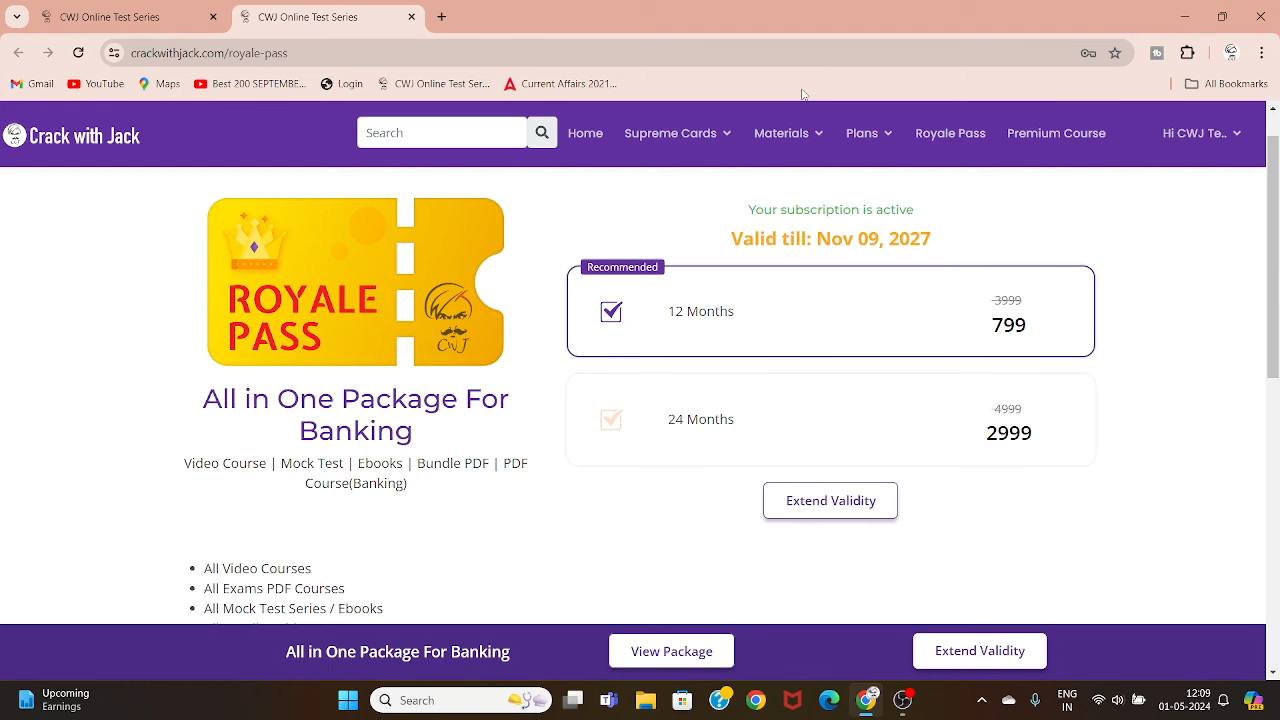 CWJ Online Test Series
CWJ Online Test Series
crackwithjack.com/royale-pass
Gmail
YouTube
Maps
Best 200 SEPTEMBE...
Login
CWJ Online Test Ser...
Current Affairs 2021...
All Bookmarks
Crack with Jack
Search
Home
Supreme Cards
Materials
Plans
Royale Pass
Premium Course
Hi CWJ Te..
ROYALE
PASS
CWJ
All in One Package For
Banking
Video Course | Mock Test | Ebooks | Bundle PDF | PDF
Course(Banking)
Your subscription is active
Valid till: Nov 09, 2027
Recommended
12 Months
3999
799
24 Months
4999
2999
Extend Validity
All Video Courses
All Exams PDF Courses
All Mock Test Series / Ebooks
All in One Package For Banking
View Package
Extend Validity
Upcoming
Earnings
Search
ENG
IN
12:09
01-05-2024